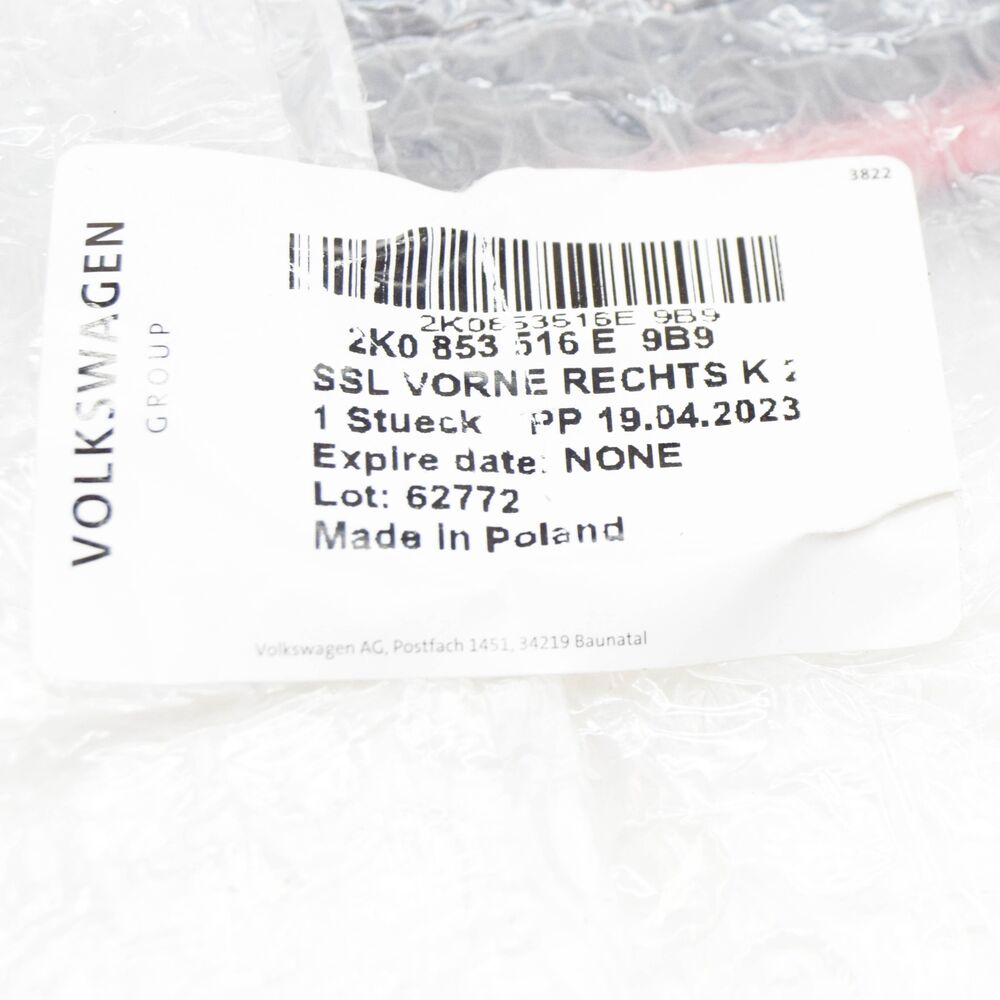 3822
VOLKSWAGEN
GROUP
2K0853516E 9B9
2K0 853 516 E 9B9
SSL VORNE RECHTS K
1 Stueck PP 19.04.2023
Expire date: NONE
Lot: 62772
Made in Poland
Volkswagen AG, Postfach 1451, 34219 Baunatal